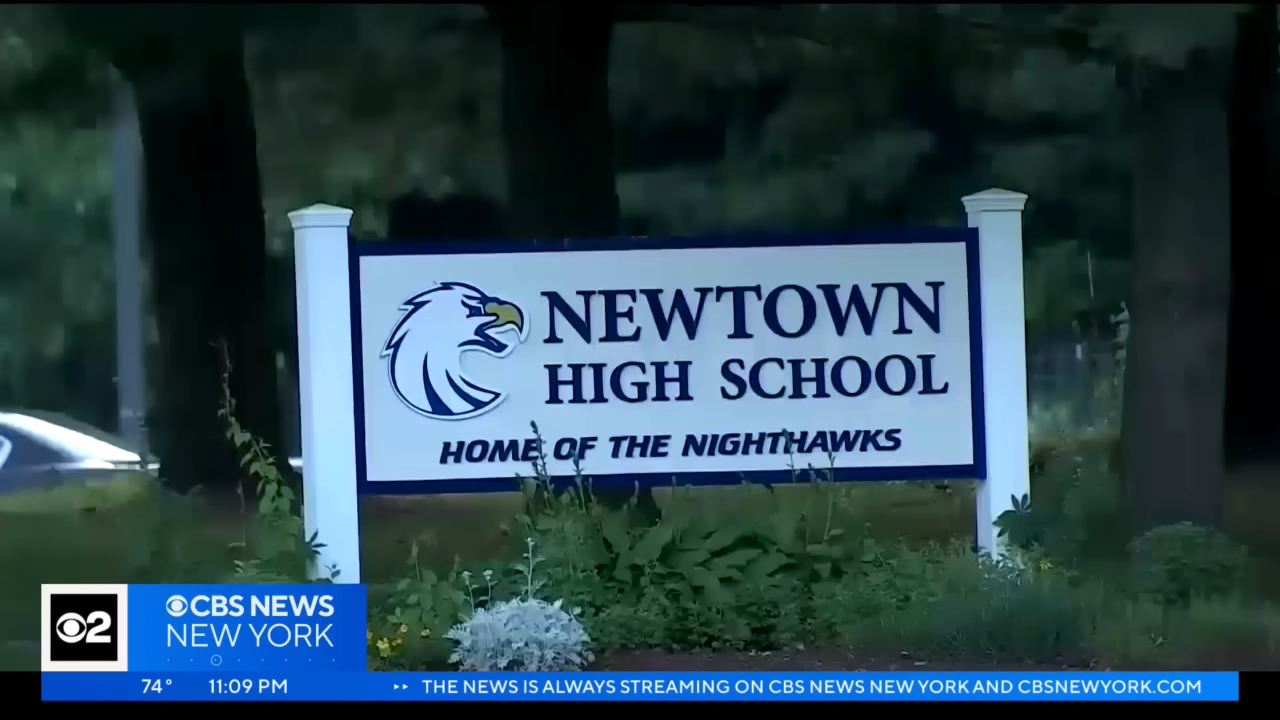 NEWTOWN
HIGH SCHOOL
HOME OF THE NIGHTHAWKS
2
CBS NEWS
NEW YORK
74° 11:09 PM THE NEWS IS ALWAYS STREAMING ON CBS NEWS NEW YORK AND CBSNEWYORK.COM